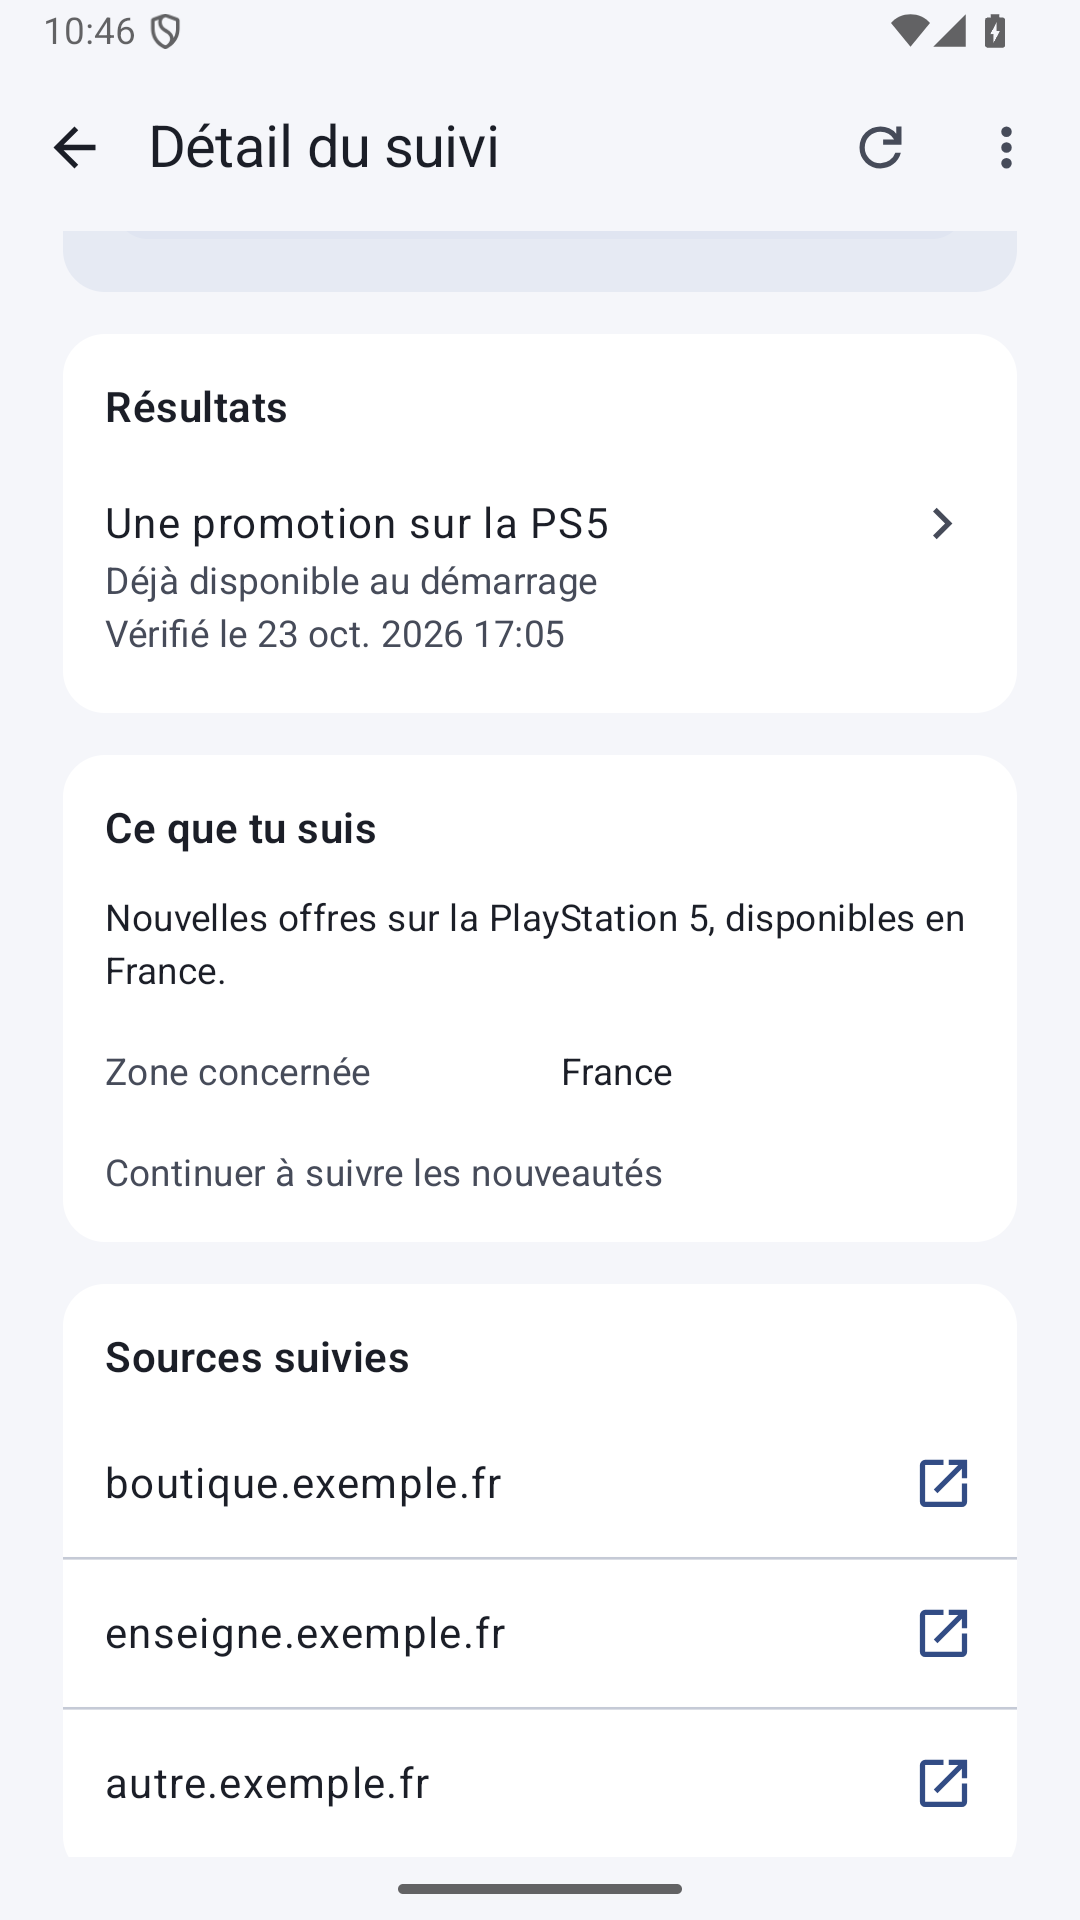 10:46
Détail du suivi
Résultats
Une promotion sur la PS5
Déjà disponible au démarrage
Vérifié le 23 oct. 2026 17:05
Ce que tu suis
Nouvelles offres sur la PlayStation 5, disponibles en
France.
Zone concernée France
Continuer à suivre les nouveautés
Sources suivies
boutique.exemple.fr
enseigne.exemple.fr
autre.exemple.fr